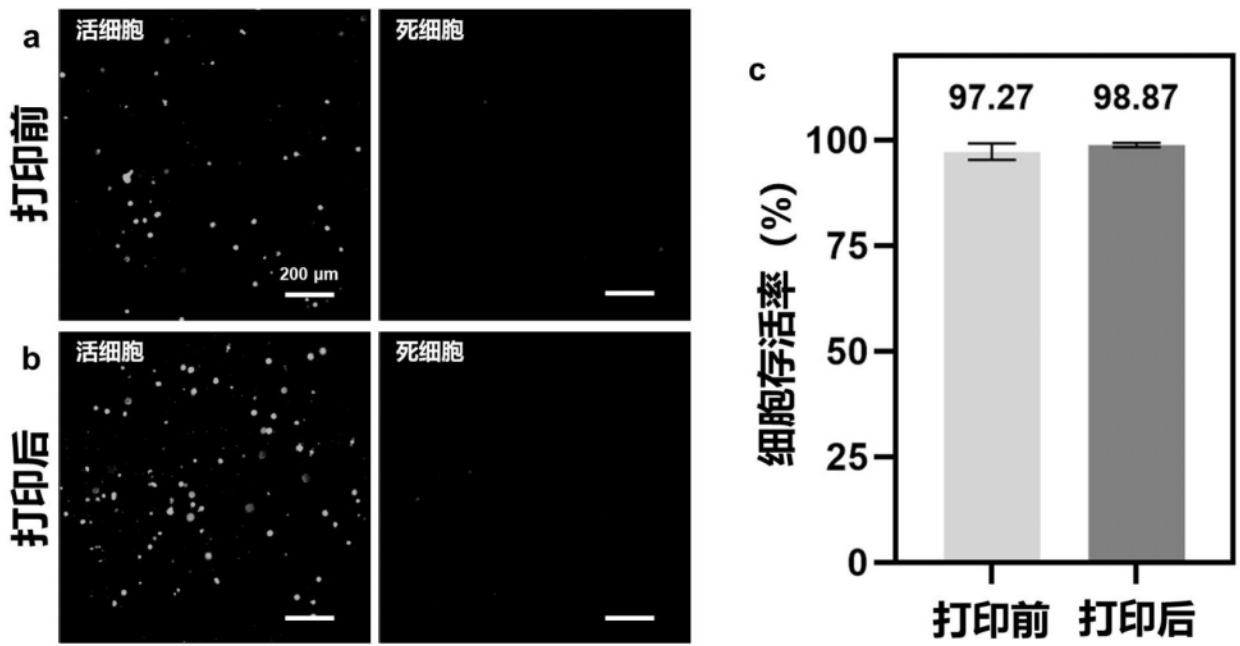 a
活细胞
死细胞
打印前
200 μm
b
活细胞
死细胞
打印后
c
97.27
98.87
100
75
50
25
0
细胞存活率 (%)
打印前
打印后